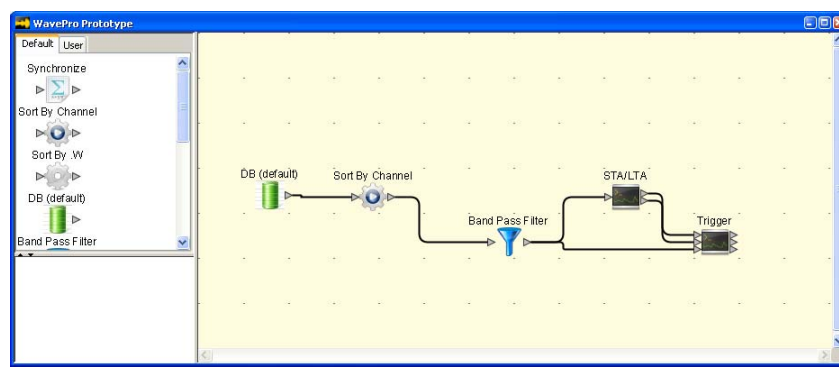 WavePro Prototype
Default User
Synchronize
Sort By Channel
Sort By .W
DB (default)
Band Pass Filter
DB (default)
Sort By Channel
Band Pass Filter
STA/LTA
Trigger